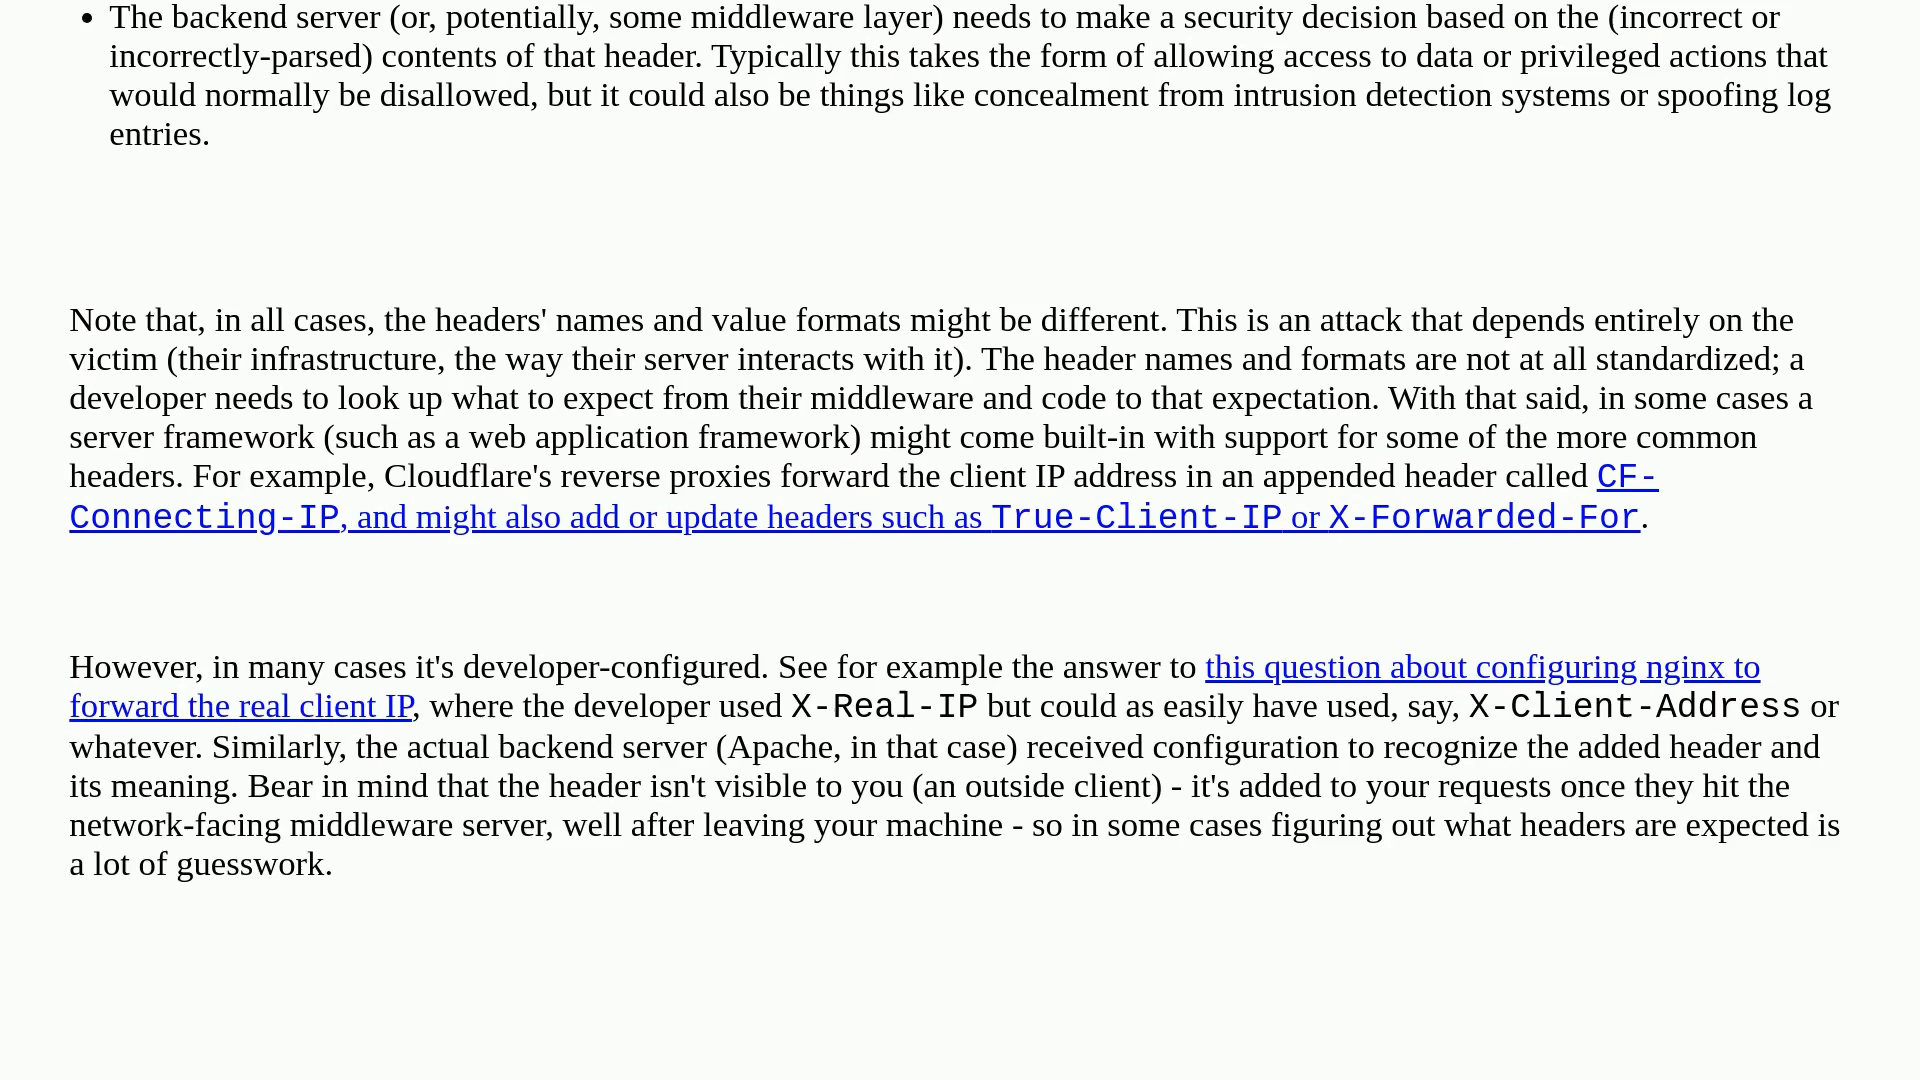 • The backend server (or, potentially, some middleware layer) needs to make a security decision based on the (incorrect or
incorrectly-parsed) contents of that header. Typically this takes the form of allowing access to data or privileged actions that
would normally be disallowed, but it could also be things like concealment from intrusion detection systems or spoofing log
entries.
Note that, in all cases, the headers' names and value formats might be different. This is an attack that depends entirely on the
victim (their infrastructure, the way their server interacts with it). The header names and formats are not at all standardized; a
developer needs to look up what to expect from their middleware and code to that expectation. With that said, in some cases a
server framework (such as a web application framework) might come built-in with support for some of the more common
headers. For example, Cloudflare's reverse proxies forward the client IP address in an appended header called CF-
Connecting-IP, and might also add or update headers such as True-Client-IP or X-Forwarded-For.
However, in many cases it's developer-configured. See for example the answer to this question about configuring nginx to
forward the real client IP, where the developer used X-Real-IP but could as easily have used, say, X-Client-Address or
whatever. Similarly, the actual backend server (Apache, in that case) received configuration to recognize the added header and
its meaning. Bear in mind that the header isn't visible to you (an outside client) - it's added to your requests once they hit the
network-facing middleware server, well after leaving your machine - so in some cases figuring out what headers are expected is
a lot of guesswork.